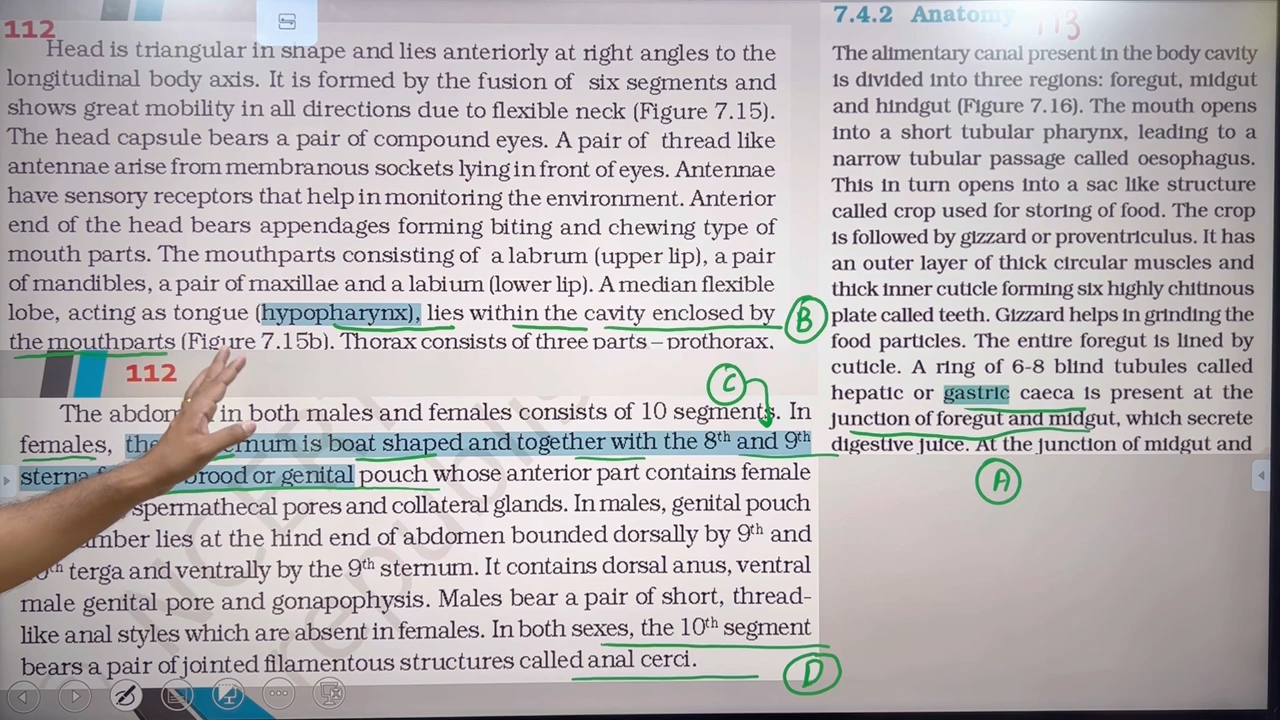 112
Head is triangular in shape and lies anteriorly at right angles to the
longitudinal body axis. It is formed by the fusion of six segments and
shows great mobility in all directions due to flexible neck (Figure 7.15).
The head capsule bears a pair of compound eyes. A pair of thread like
antennae arise from membranous sockets lying in front of eyes. Antennae
have sensory receptors that help in monitoring the environment. Anterior
end of the head bears appendages forming biting and chewing type of
mouth parts. The mouthparts consisting of a labrum (upper lip), a pair
of mandibles, a pair of maxillae and a labium (lower lip). A median flexible
lobe, acting as tongue (hypopharynx), lies within the cavity enclosed by
B
the mouthparts (Figure 7.15b). Thorax consists of three parts – prothorax,
112
C
The in both males and females consists of 10 segments. In
females, is boat shaped and together with the 8th and 9th
brood or genital pouch whose anterior part contains female
spermathecal pores and collateral glands. In males, genital pouch
lies at the hind end of abdomen bounded dorsally by 9th and
terga and ventrally by the 9th sternum. It contains dorsal anus, ventral
male genital pore and gonapophysis. Males bear a pair of short, thread-
like anal styles which are absent in females. In both sexes, the 10th segment
bears a pair of jointed filamentous structures called anal cerci.
D
7.4.2 Anatomy
113
The alimentary canal present in the body cavity
is divided into three regions: foregut, midgut
and hindgut (Figure 7.16). The mouth opens
into a short tubular pharynx, leading to a
narrow tubular passage called oesophagus.
This in turn opens into a sac like structure
called crop used for storing of food. The crop
is followed by gizzard or proventriculus. It has
an outer layer of thick circular muscles and
thick inner cuticle forming six highly chitinous
plate called teeth. Gizzard helps in grinding the
food particles. The entire foregut is lined by
cuticle. A ring of 6-8 blind tubules called
hepatic or gastric caeca is present at the
junction of foregut and midgut, which secrete
digestive juice. At the junction of midgut and
A